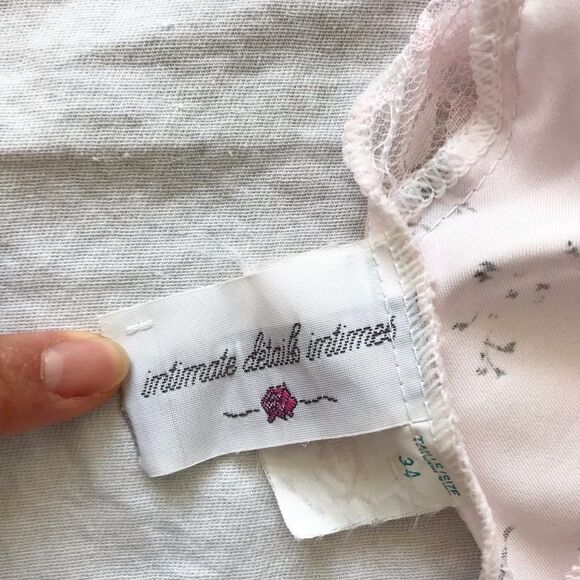 intimate détails intimes
TAILLE/SIZE
34